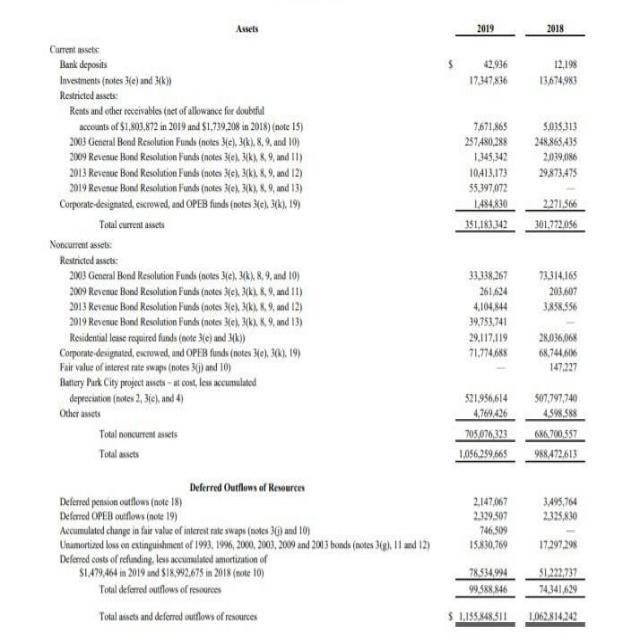 Assets 2019 2018
Current assets:
Bank deposits $ 42,936 12,198
Investments (notes 3(e) and 3(k)) 17,347,836 13,674,983
Restricted assets:
Rents and other receivables (net of allowance for doubtful
accounts of $1,803,872 in 2019 and $1,739,208 in 2018) (note 15) 7,671,865 5,035,313
2003 General Bond Resolution Funds (notes 3(e), 3(k), 8, 9, and 10) 257,480,288 248,865,435
2009 Revenue Bond Resolution Funds (notes 3(e), 3(k), 8, 9, and 11) 1,345,342 2,039,086
2013 Revenue Bond Resolution Funds (notes 3(e), 3(k), 8, 9, and 12) 10,413,173 29,873,475
2019 Revenue Bond Resolution Funds (notes 3(e), 3(k), 8, 9, and 13) 55,397,072 —
Corporate-designated, escrowed, and OPEB funds (notes 3(e), 3(k), 19) 1,484,830 2,271,566
Total current assets 351,183,342 301,772,056
Noncurrent assets:
Restricted assets:
2003 General Bond Resolution Funds (notes 3(e), 3(k), 8, 9, and 10) 33,338,267 73,314,165
2009 Revenue Bond Resolution Funds (notes 3(e), 3(k), 8, 9, and 11) 261,624 203,607
2013 Revenue Bond Resolution Funds (notes 3(e), 3(k), 8, 9, and 12) 4,104,844 3,858,556
2019 Revenue Bond Resolution Funds (notes 3(e), 3(k), 8, 9, and 13) 39,753,741 —
Residential lease required funds (note 3(e) and 3(k)) 29,117,119 28,036,068
Corporate-designated, escrowed, and OPEB funds (notes 3(e), 3(k), 19) 71,774,688 68,744,606
Fair value of interest rate swaps (notes 3(j) and 10) — 147,227
Battery Park City project assets – at cost, less accumulated
depreciation (notes 2, 3(c), and 4) 521,956,614 507,797,740
Other assets 4,769,426 4,598,588
Total noncurrent assets 705,076,323 686,700,557
Total assets 1,056,259,665 988,472,613
Deferred Outflows of Resources
Deferred pension outflows (note 18) 2,147,067 3,495,764
Deferred OPEB outflows (note 19) 2,329,507 2,325,830
Accumulated change in fair value of interest rate swaps (notes 3(j) and 10) 746,509 —
Unamortized loss on extinguishment of 1993, 1996, 2000, 2003, 2009 and 2013 bonds (notes 3(g), 11 and 12) 15,830,769 17,297,298
Deferred costs of refunding, less accumulated amortization of
$1,479,464 in 2019 and $18,992,675 in 2018 (note 10) 78,534,994 51,222,737
Total deferred outflows of resources 99,588,846 74,341,629
Total assets and deferred outflows of resources $ 1,155,848,511 1,062,814,242